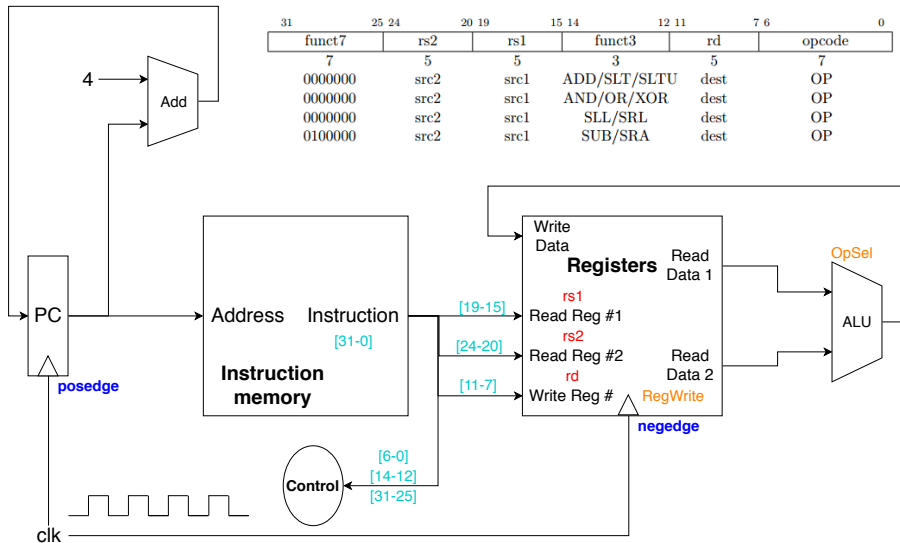 31 25 24 20 19 15 14 12 11 7 6 0
funct7 rs2 rs1 funct3 rd opcode
7 5 5 3 5 7
0000000 src2 src1 ADD/SLT/SLTU dest OP
0000000 src2 src1 AND/OR/XOR dest OP
0000000 src2 src1 SLL/SRL dest OP
0100000 src2 src1 SUB/SRA dest OP
4
Add
PC
posedge
Address
Instruction
[31-0]
Instruction
memory
[19-15]
[24-20]
[11-7]
Write
Data
Registers
rs1
Read Reg #1
rs2
Read Reg #2
rd
Write Reg #
Read
Data 1
Read
Data 2
RegWrite
negedge
OpSel
ALU
Control
[6-0]
[14-12]
[31-25]
clk